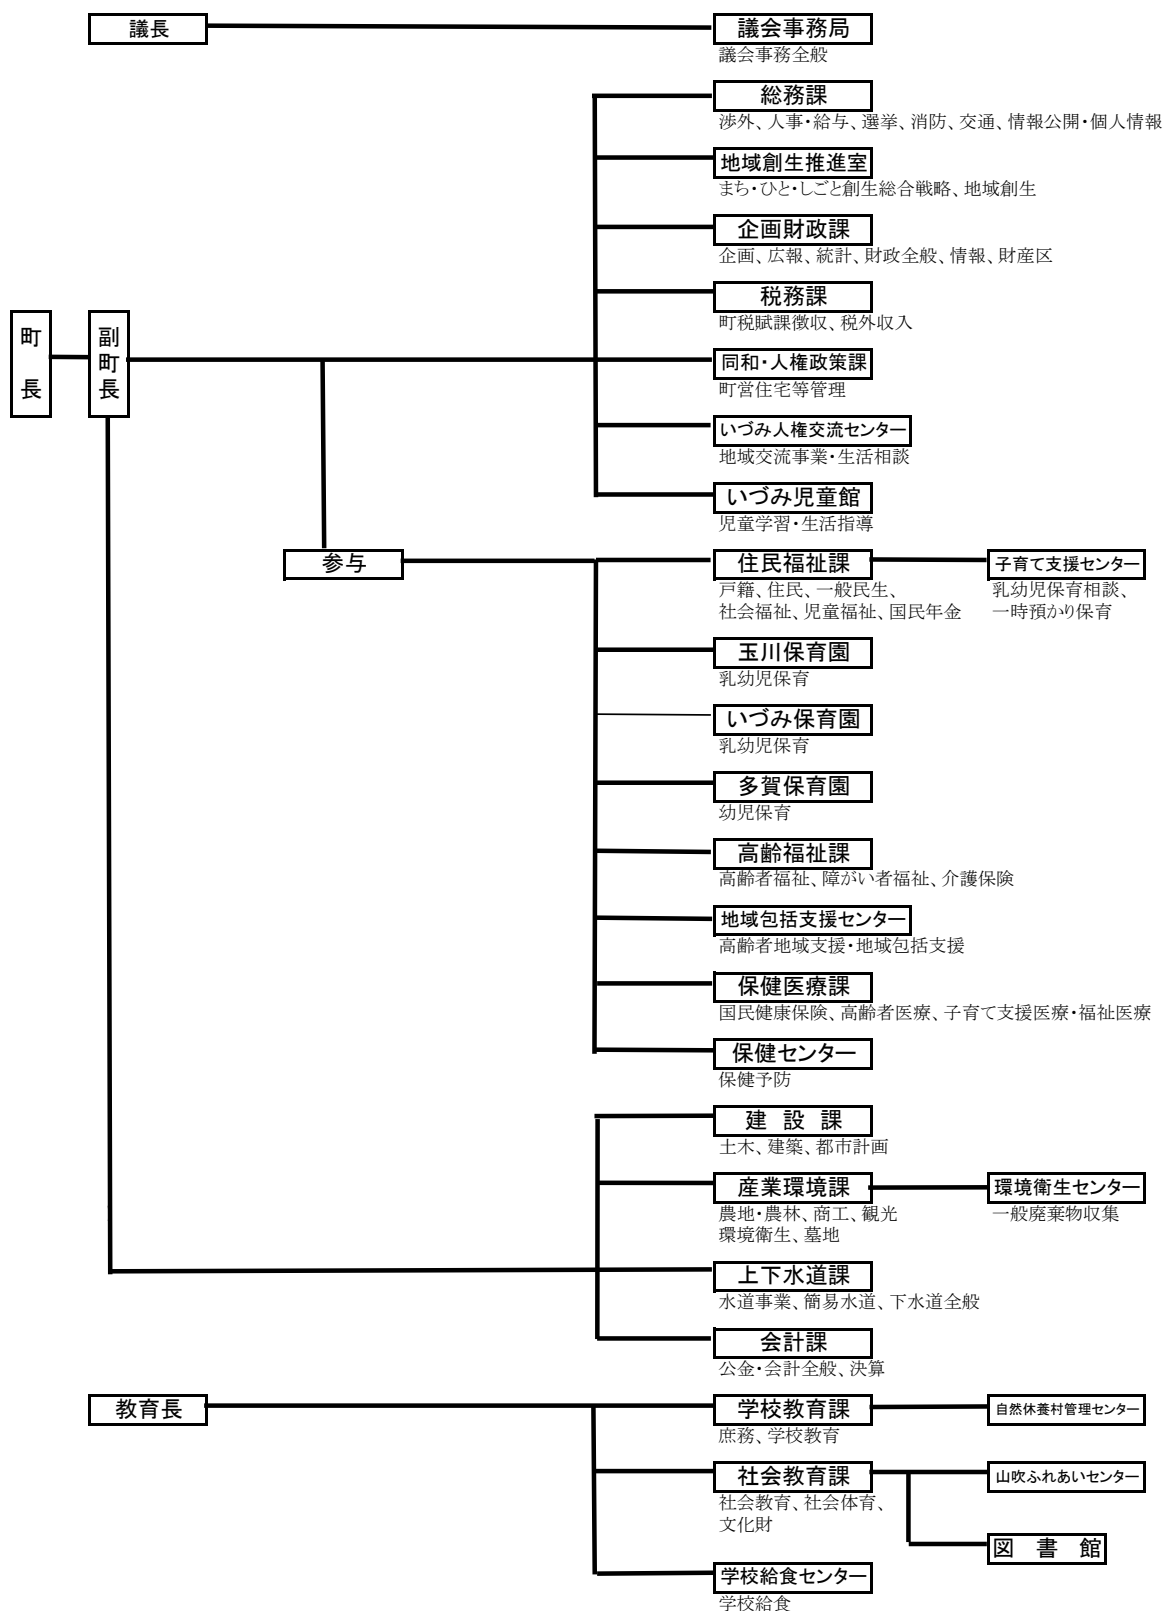 議長
議会事務局
議会事務全般
総務課
渉外、人事・給与、選挙、消防、交通、情報公開・個人情報
地域創生推進室
まち・ひと・しごと創生総合戦略、地域創生
企画財政課
企画、広報、統計、財政全般、情報、財産区
税務課
町税賦課徴収、税外収入
町長
副町長
同和・人権政策課
町営住宅等管理
いづみ人権交流センター
地域交流事業・生活相談
いづみ児童館
児童学習・生活指導
参与
住民福祉課
戸籍、住民、一般民生、
社会福祉、児童福祉、国民年金
子育て支援センター
乳幼児保育相談、
一時預かり保育
玉川保育園
乳幼児保育
いづみ保育園
乳幼児保育
多賀保育園
幼児保育
高齢福祉課
高齢者福祉、障がい者福祉、介護保険
地域包括支援センター
高齢者地域支援・地域包括支援
保健医療課
国民健康保険、高齢者医療、子育て支援医療・福祉医療
保健センター
保健予防
建　設　課
土木、建築、都市計画
産業環境課
農地・農林、商工、観光
環境衛生、墓地
環境衛生センター
一般廃棄物収集
上下水道課
水道事業、簡易水道、下水道全般
会計課
公金・会計全般、決算
教育長
学校教育課
庶務、学校教育
自然休養村管理センター
社会教育課
社会教育、社会体育、
文化財
山吹ふれあいセンター
図　書　館
学校給食センター
学校給食